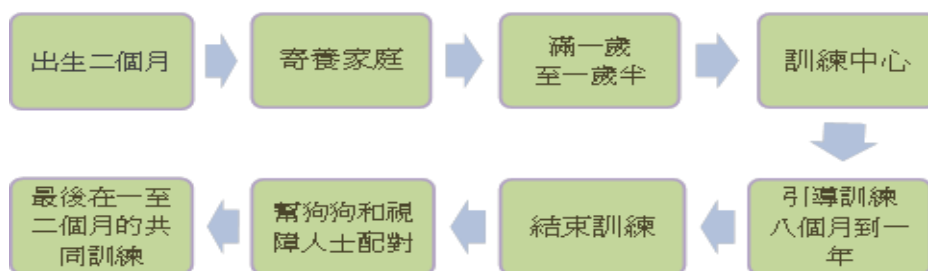 出生二個月
寄養家庭
滿一歲
至一歲半
訓練中心
引導訓練
八個月到一
年
結束訓練
幫狗狗和視
障人士配對
最後在一至
二個月的共
同訓練